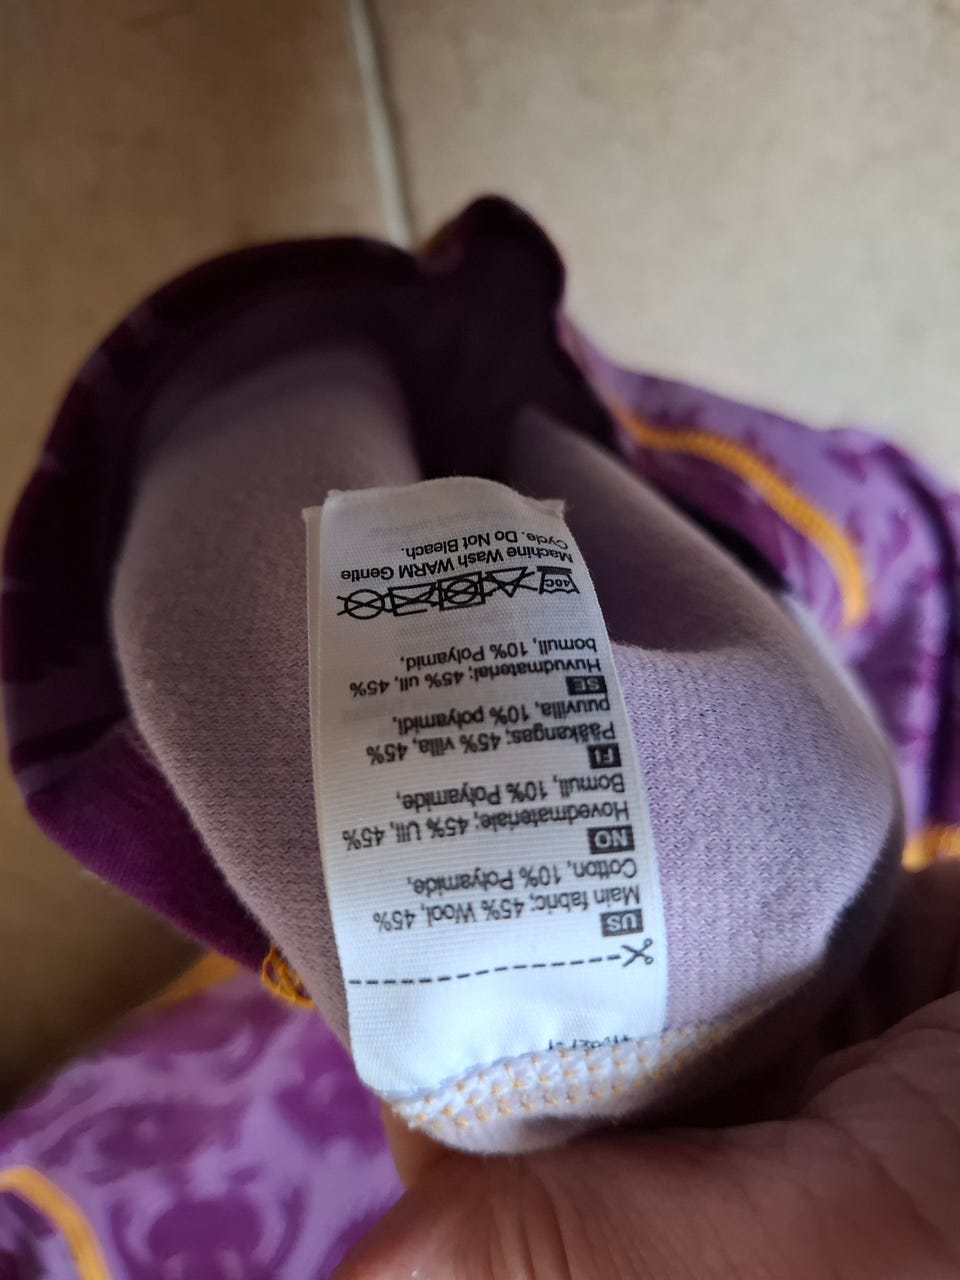 US
Main fabric; 45% Wool, 45%
Cotton, 10% Polyamide,
NO
Hovedmateriale; 45% Ull, 45%
Bomull, 10% Polyamide,
FI
Pääkangas; 45% villa, 45%
puuvilla, 10% polyamidi,
SE
Huvudmaterial; 45% ull, 45%
bomull, 10% Polyamid,
40C
Machine Wash WARM Gentle
Cycle. Do Not Bleach.